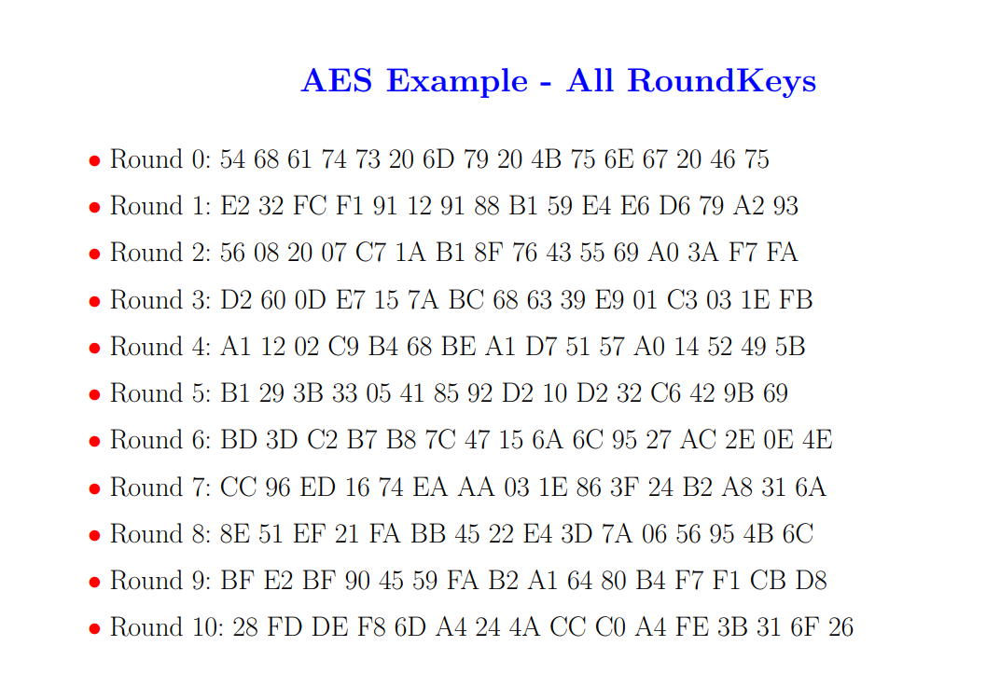 AES Example - All RoundKeys
• Round 0: 54 68 61 74 73 20 6D 79 20 4B 75 6E 67 20 46 75
• Round 1: E2 32 FC F1 91 12 91 88 B1 59 E4 E6 D6 79 A2 93
• Round 2: 56 08 20 07 C7 1A B1 8F 76 43 55 69 A0 3A F7 FA
• Round 3: D2 60 0D E7 15 7A BC 68 63 39 E9 01 C3 03 1E FB
• Round 4: A1 12 02 C9 B4 68 BE A1 D7 51 57 A0 14 52 49 5B
• Round 5: B1 29 3B 33 05 41 85 92 D2 10 D2 32 C6 42 9B 69
• Round 6: BD 3D C2 B7 B8 7C 47 15 6A 6C 95 27 AC 2E 0E 4E
• Round 7: CC 96 ED 16 74 EA AA 03 1E 86 3F 24 B2 A8 31 6A
• Round 8: 8E 51 EF 21 FA BB 45 22 E4 3D 7A 06 56 95 4B 6C
• Round 9: BF E2 BF 90 45 59 FA B2 A1 64 80 B4 F7 F1 CB D8
• Round 10: 28 FD DE F8 6D A4 24 4A CC C0 A4 FE 3B 31 6F 26